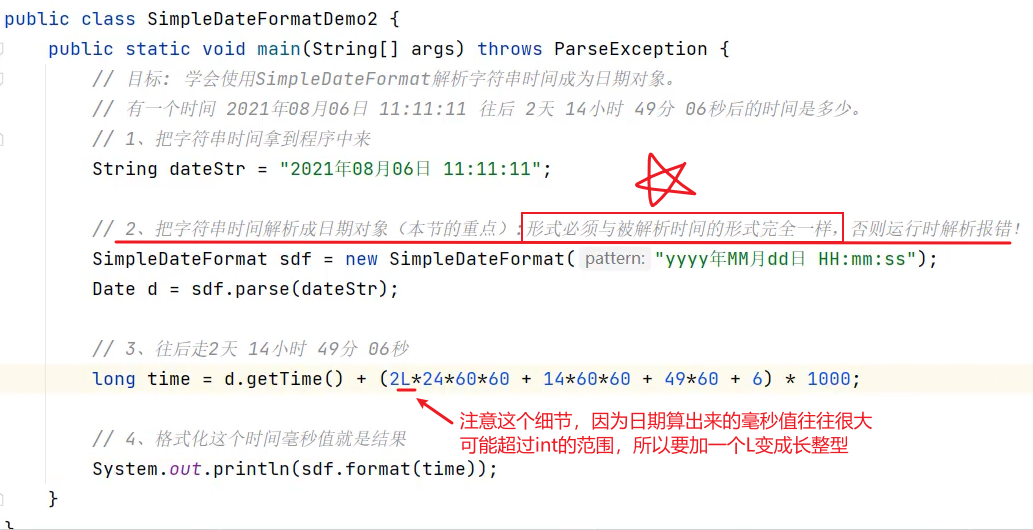 public class SimpleDateFormatDemo2 {
public static void main(String[] args) throws ParseException {
// 目标: 学会使用SimpleDateFormat解析字符串时间成为日期对象。
// 有一个时间 2021年08月06日 11:11:11 往后 2天 14小时 49分 06秒后的时间是多少。
// 1、把字符串时间拿到程序中来
String dateStr = "2021年08月06日 11:11:11";
// 2、把字符串时间解析成日期对象（本节的重点）:形式必须与被解析时间的形式完全一样，否则运行时解析报错！
SimpleDateFormat sdf = new SimpleDateFormat( pattern: "yyyy年MM月dd日 HH:mm:ss");
Date d = sdf.parse(dateStr);
// 3、往后走2天 14小时 49分 06秒
long time = d.getTime() + (2L*24*60*60 + 14*60*60 + 49*60 + 6) * 1000;
注意这个细节，因为日期算出来的毫秒值往往很大
可能超过int的范围，所以要加一个L变成长整型
// 4、格式化这个时间毫秒值就是结果
System.out.println(sdf.format(time));
}
}